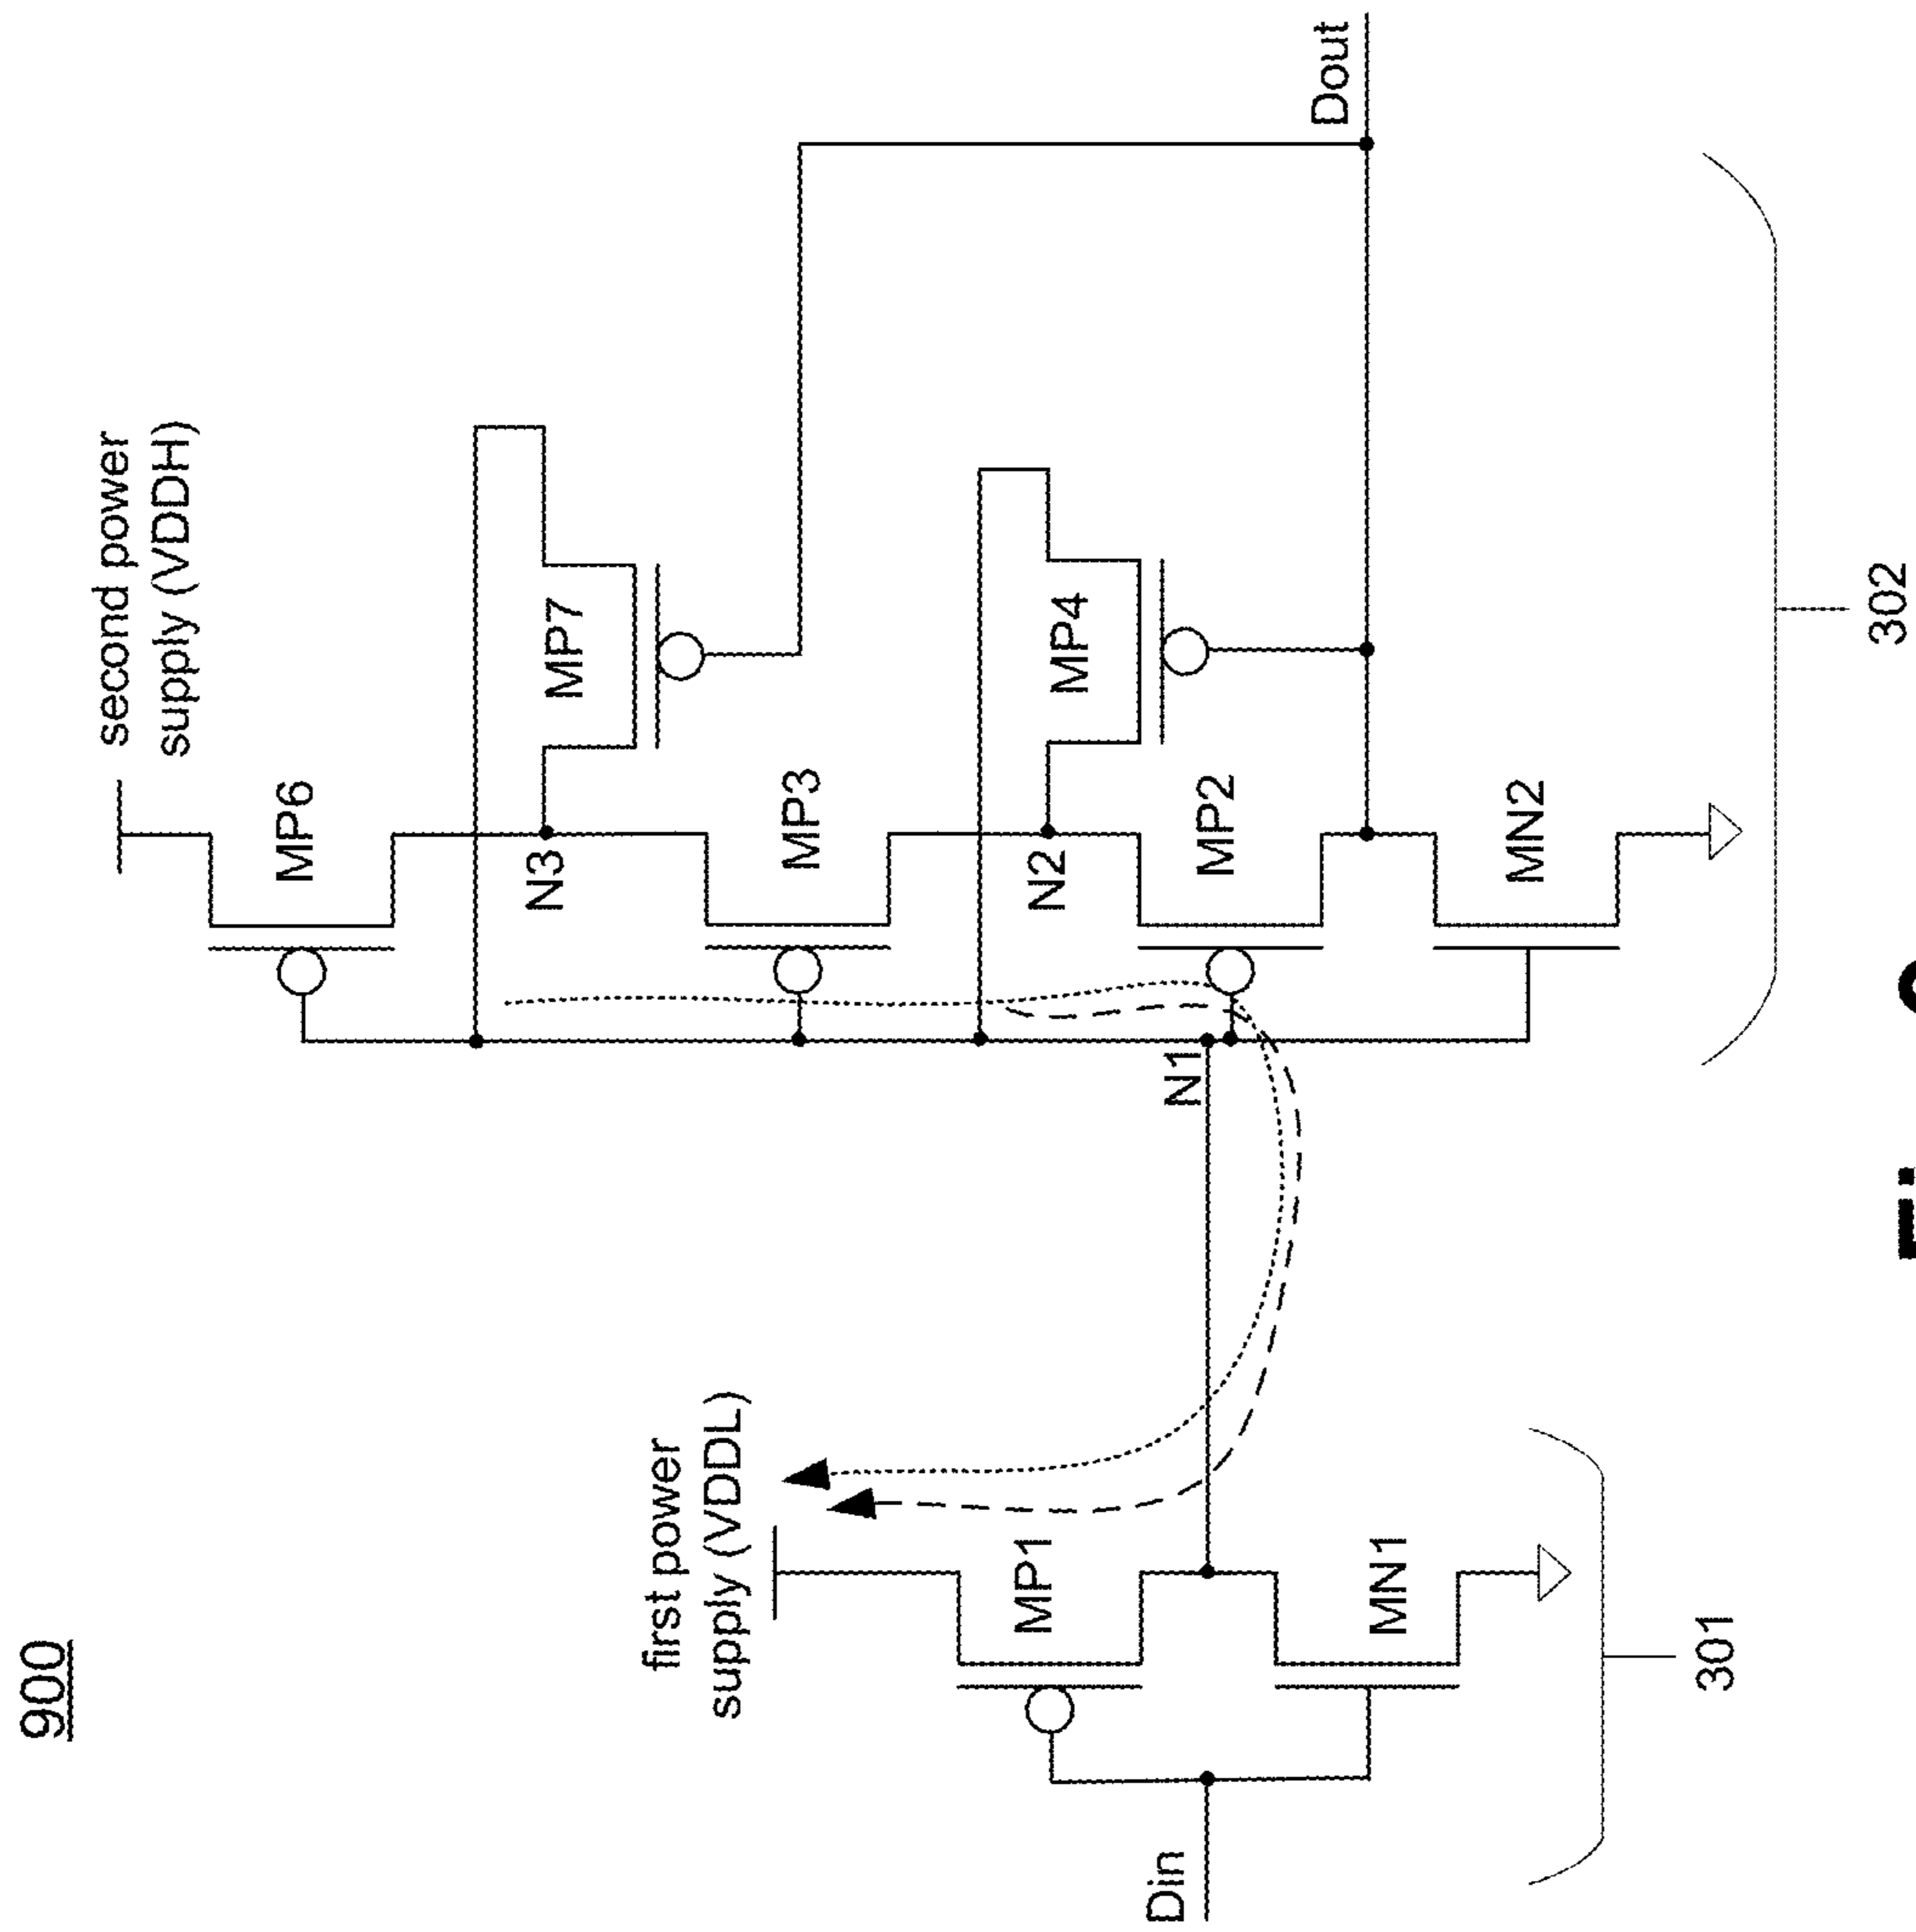 900
second power
supply (VDDH)
MP6
N3
MP7
first power
supply (VDDL)
MP3
MP1
N2
MP4
Din
N1
MP2
Dout
MN1
MN2
301
302